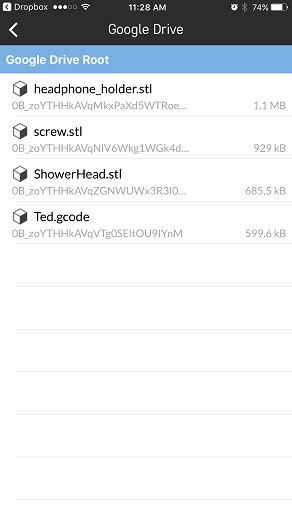 Dropbox 11:28 AM 74%
Google Drive
Google Drive Root
headphone_holder.stl
0B_zoYTHHkAVqMkxPaXd5WTRoe... 1.1 MB
screw.stl
0B_zoYTHHkAVqNlV6Wkg1WGk4d... 929 kB
ShowerHead.stl
0B_zoYTHHkAVqZGNWUWx3R3I0... 685.5 kB
Ted.gcode
0B_zoYTHHkAVqVTg0SEltOU9IYnM 599.6 kB